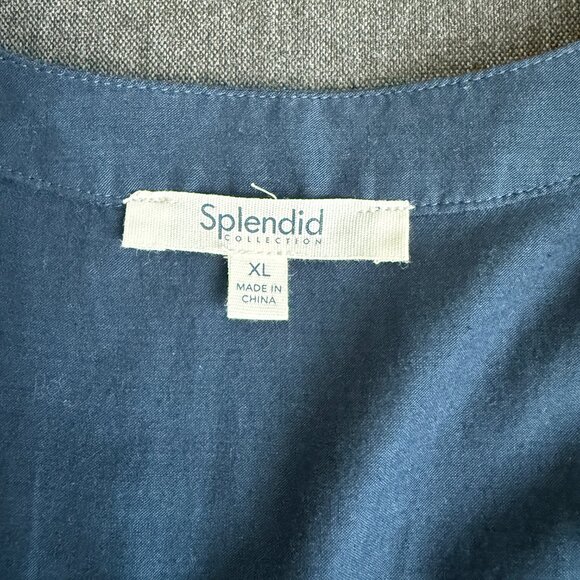 Splendid
COLLECTION
XL
MADE IN
CHINA